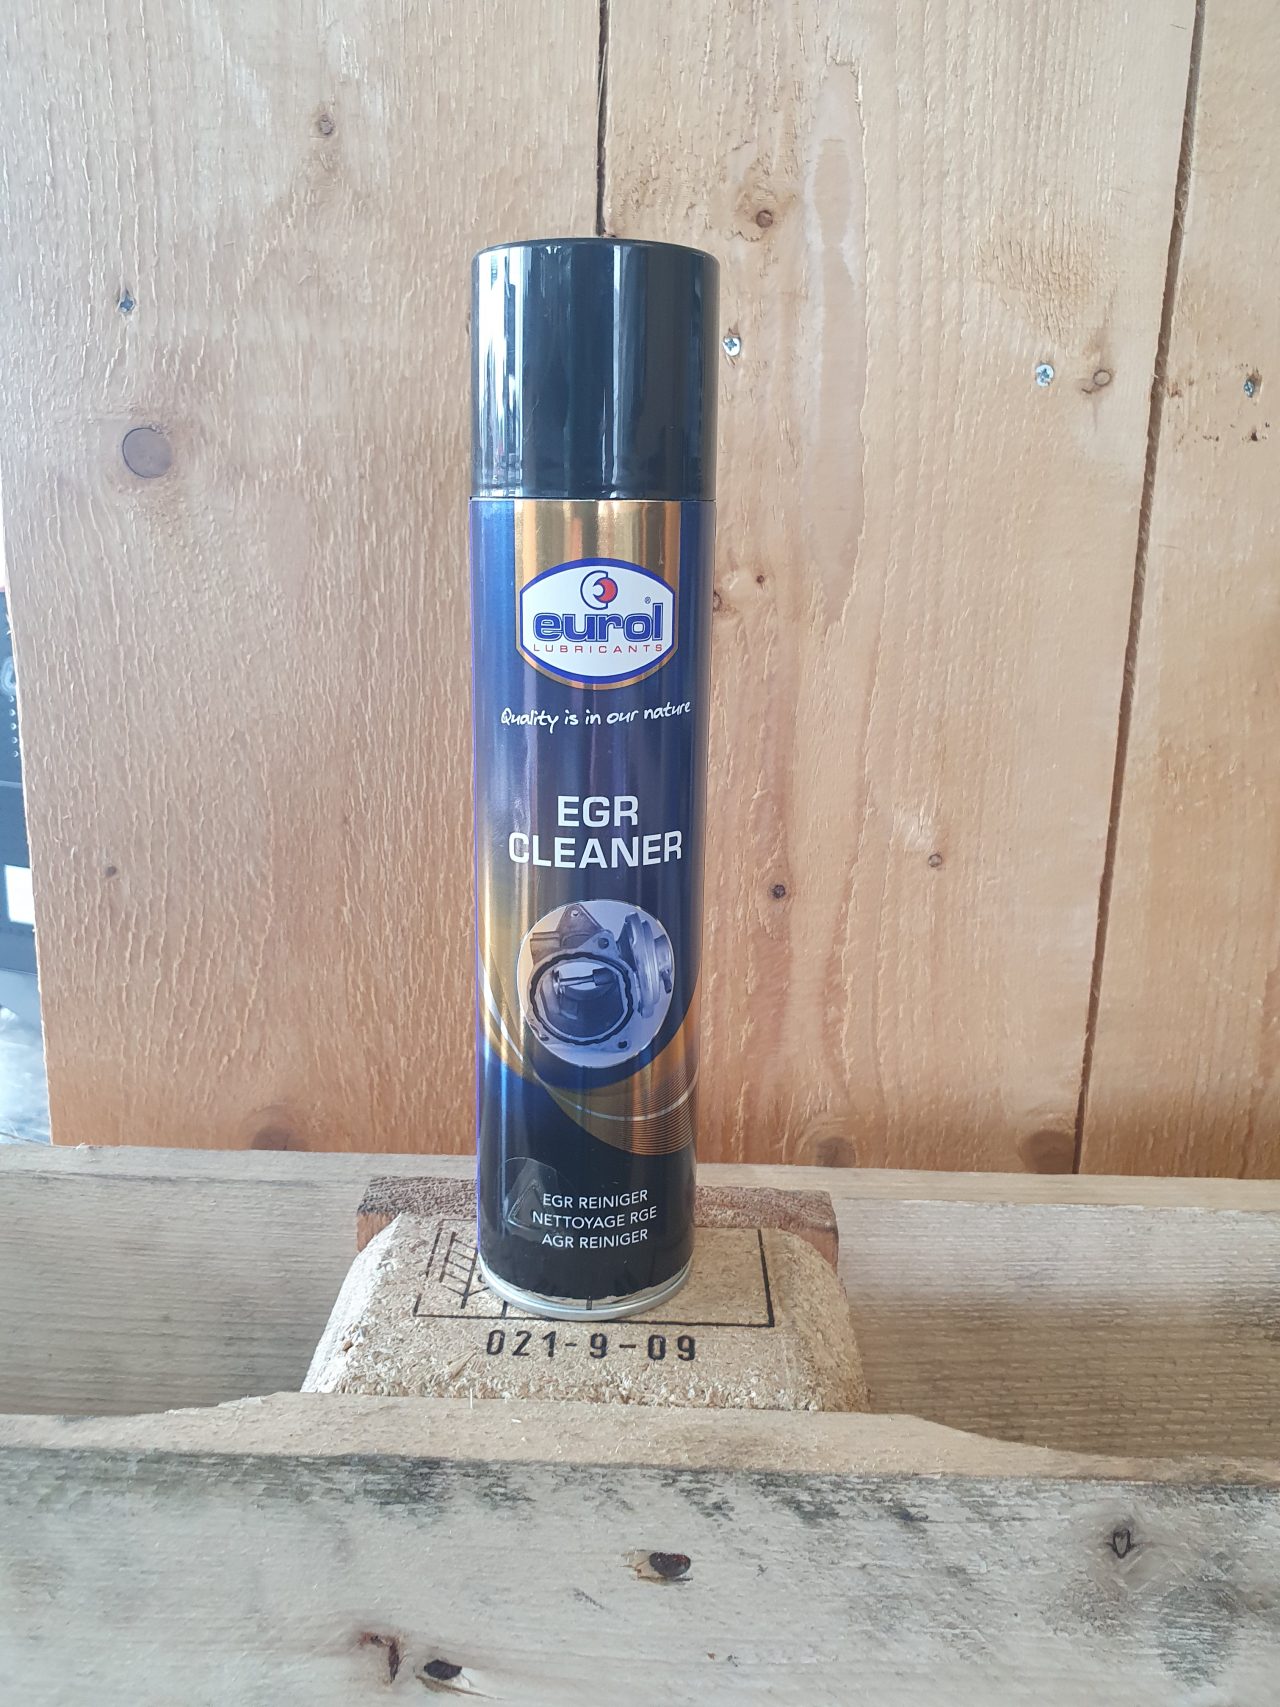 eurol®
LUBRICANTS
Quality is in our nature
EGR
CLEANER
EGR REINIGER
NETTOYAGE RGE
AGR REINIGER
021-9-09